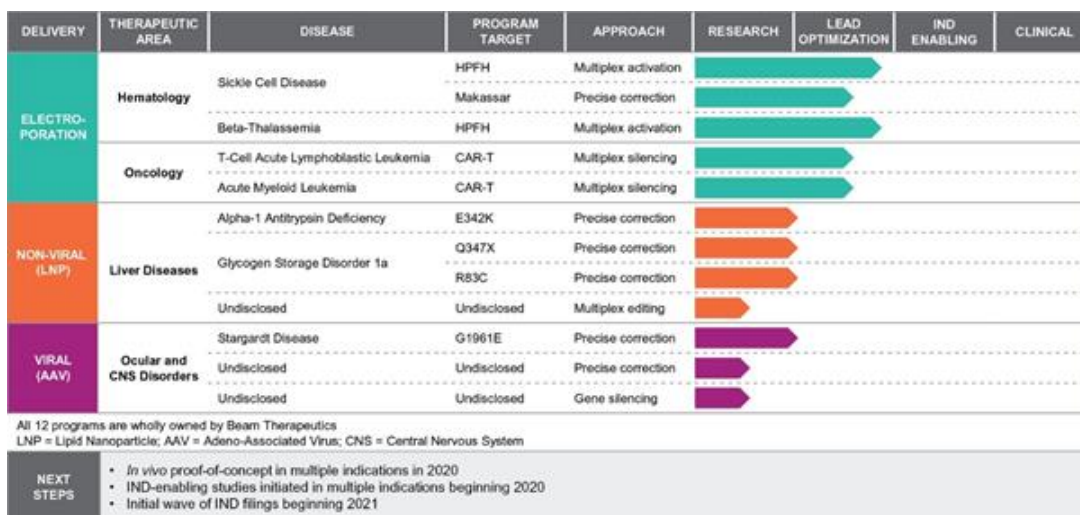 DELIVERY THERAPEUTIC AREA DISEASE PROGRAM TARGET APPROACH RESEARCH LEAD OPTIMIZATION IND ENABLING CLINICAL
ELECTRO-PORATION
Hematology
Sickle Cell Disease
HPFH Multiplex activation
Makassar Precise correction
Beta-Thalassemia HPFH Multiplex activation
Oncology
T-Cell Acute Lymphoblastic Leukemia CAR-T Multiplex silencing
Acute Myeloid Leukemia CAR-T Multiplex silencing
NON-VIRAL
(LNP)
Liver Diseases
Alpha-1 Antitrypsin Deficiency E342K Precise correction
Glycogen Storage Disorder 1a
Q347X Precise correction
R83C Precise correction
Undisclosed Undisclosed Multiplex editing
VIRAL
(AAV)
Ocular and
CNS Disorders
Stargardt Disease G1961E Precise correction
Undisclosed Undisclosed Precise correction
Undisclosed Undisclosed Gene silencing
All 12 programs are wholly owned by Beam Therapeutics
LNP = Lipid Nanoparticle; AAV = Adeno-Associated Virus; CNS = Central Nervous System
NEXT
STEPS
• In vivo proof-of-concept in multiple indications in 2020
• IND-enabling studies initiated in multiple indications beginning 2020
• Initial wave of IND filings beginning 2021